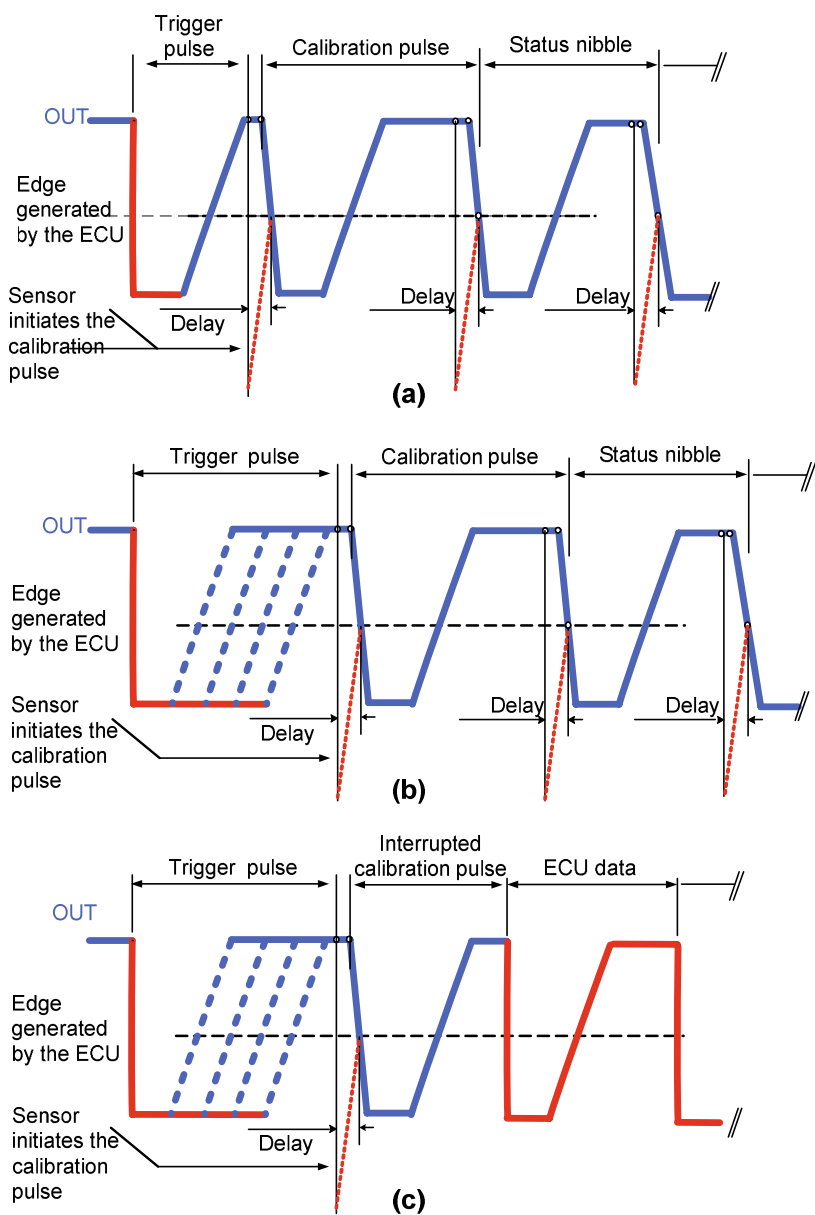 Trigger
pulse
Calibration pulse
Status nibble
OUT
Edge
generated
by the ECU
Sensor
initiates the
calibration
pulse
Delay
Delay
Delay
(a)
Trigger pulse
Calibration pulse
Status nibble
OUT
Edge
generated
by the ECU
Sensor
initiates the
calibration
pulse
Delay
Delay
Delay
(b)
Trigger pulse
Interrupted
calibration pulse
ECU data
OUT
Edge
generated
by the ECU
Sensor
initiates the
calibration
pulse
Delay
(c)